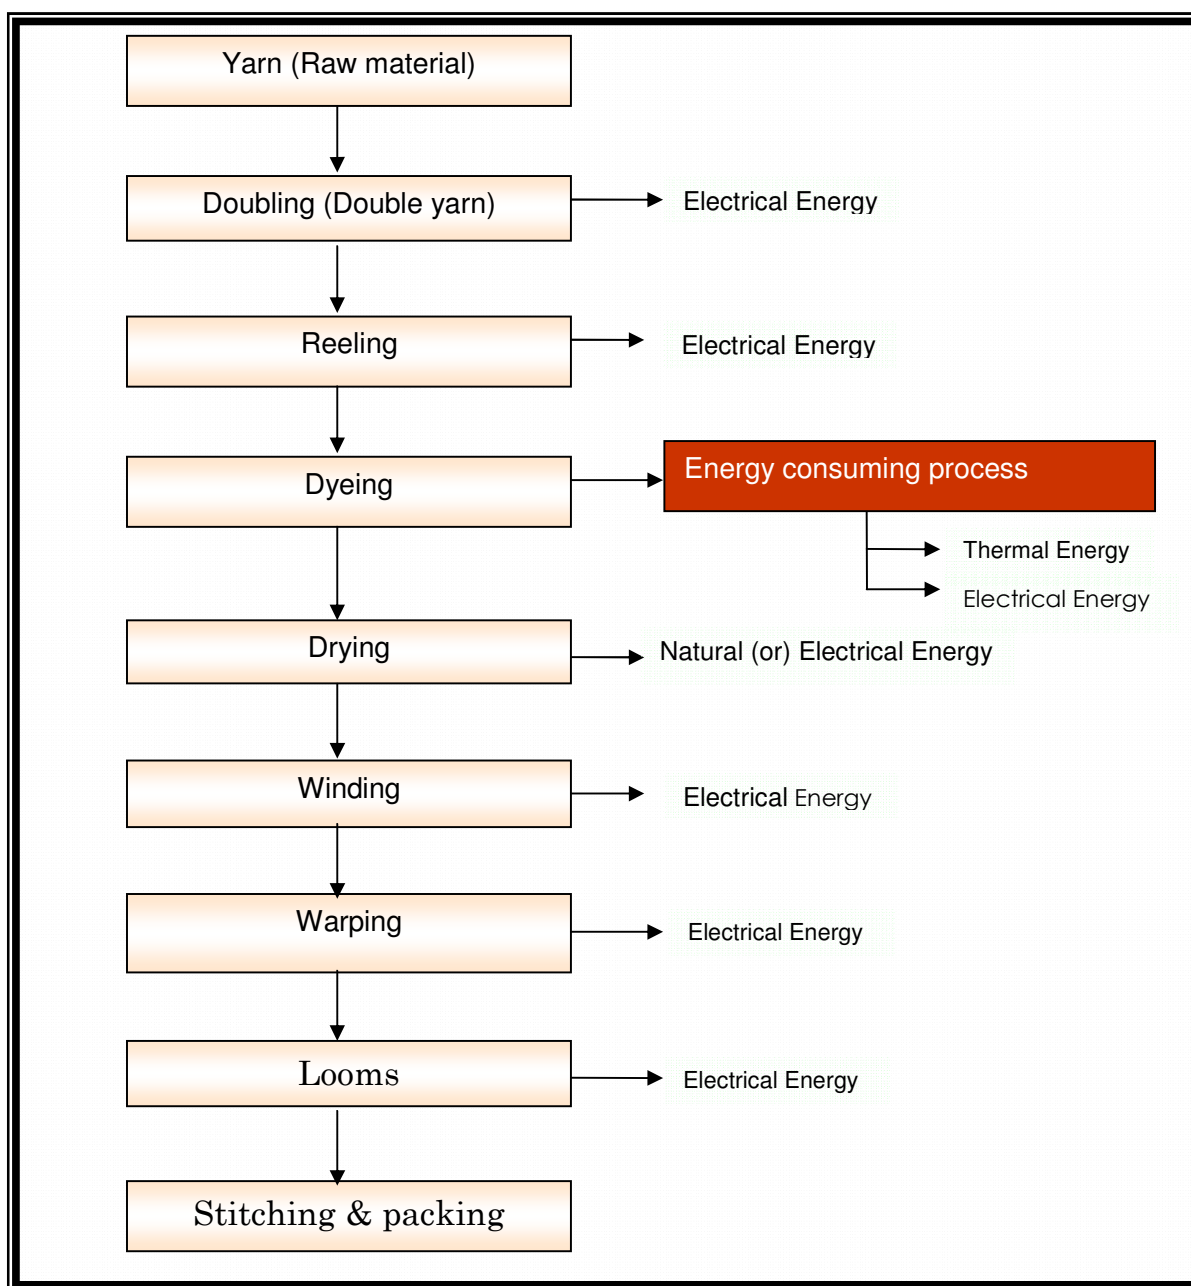 Yarn (Raw material)
Doubling (Double yarn)
Electrical Energy
Reeling
Electrical Energy
Dyeing
Energy consuming process
Thermal Energy
Electrical Energy
Drying
Natural (or) Electrical Energy
Winding
Electrical Energy
Warping
Electrical Energy
Looms
Electrical Energy
Stitching & packing